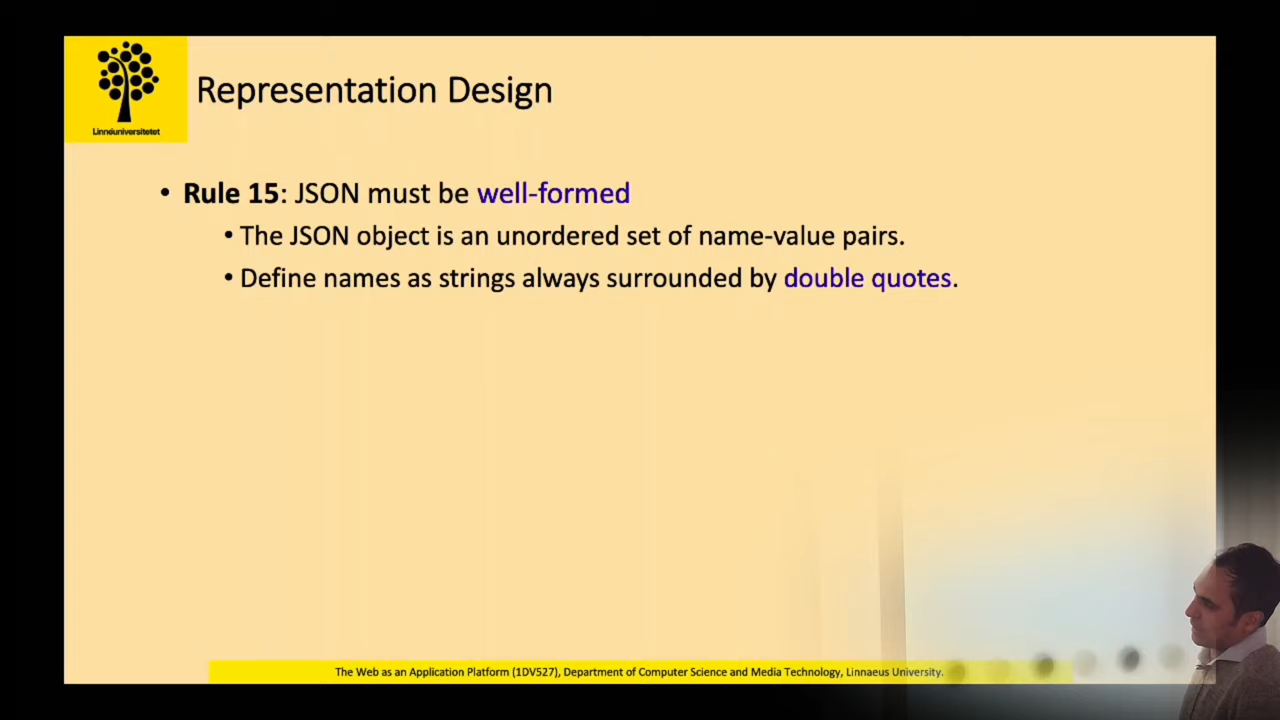 Linnéuniversitetet
Representation Design
• Rule 15: JSON must be well-formed
• The JSON object is an unordered set of name-value pairs.
• Define names as strings always surrounded by double quotes.
The Web as an Application Platform (1DV527), Department of Computer Science and Media Technology, Linnaeus University.